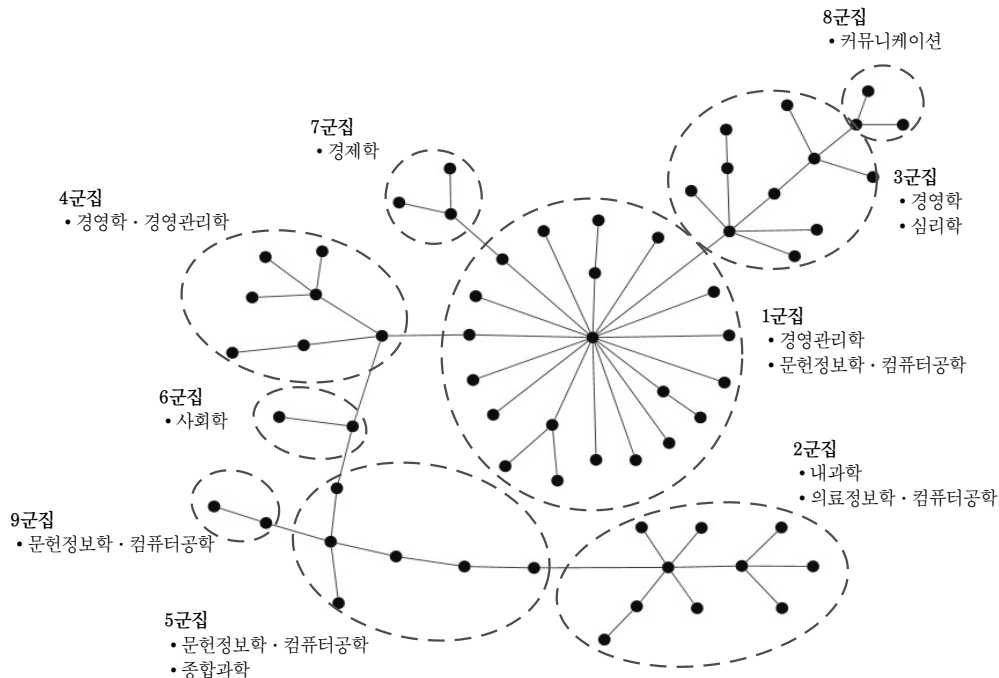 8군집
• 커뮤니케이션
7군집
• 경제학
3군집
• 경영학
• 심리학
4군집
• 경영학 · 경영관리학
1군집
• 경영관리학
• 문헌정보학 · 컴퓨터공학
6군집
• 사회학
2군집
• 내과학
• 의료정보학 · 컴퓨터공학
9군집
• 문헌정보학 · 컴퓨터공학
5군집
• 문헌정보학 · 컴퓨터공학
• 종합과학